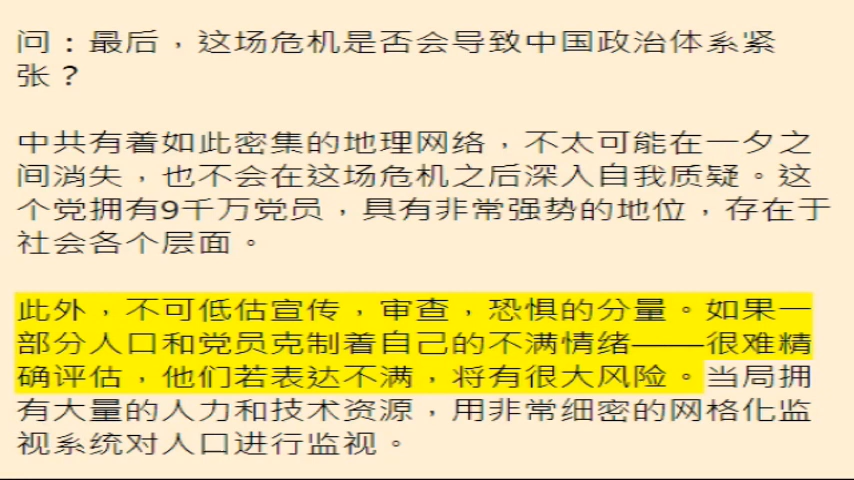 问：最后，这场危机是否会导致中国政治体系紧
张？
中共有着如此密集的地理网络，不太可能在一夕之
间消失，也不会在这场危机之后深入自我质疑。这
个党拥有9千万党员，具有非常强势的地位，存在于
社会各个层面。
此外，不可低估宣传，审查，恐惧的分量。如果一
部分人口和党员克制着自己的不满情绪——很难精
确评估，他们若表达不满，将有很大风险。当局拥
有大量的人力和技术资源，用非常细密的网格化监
视系统对人口进行监视。